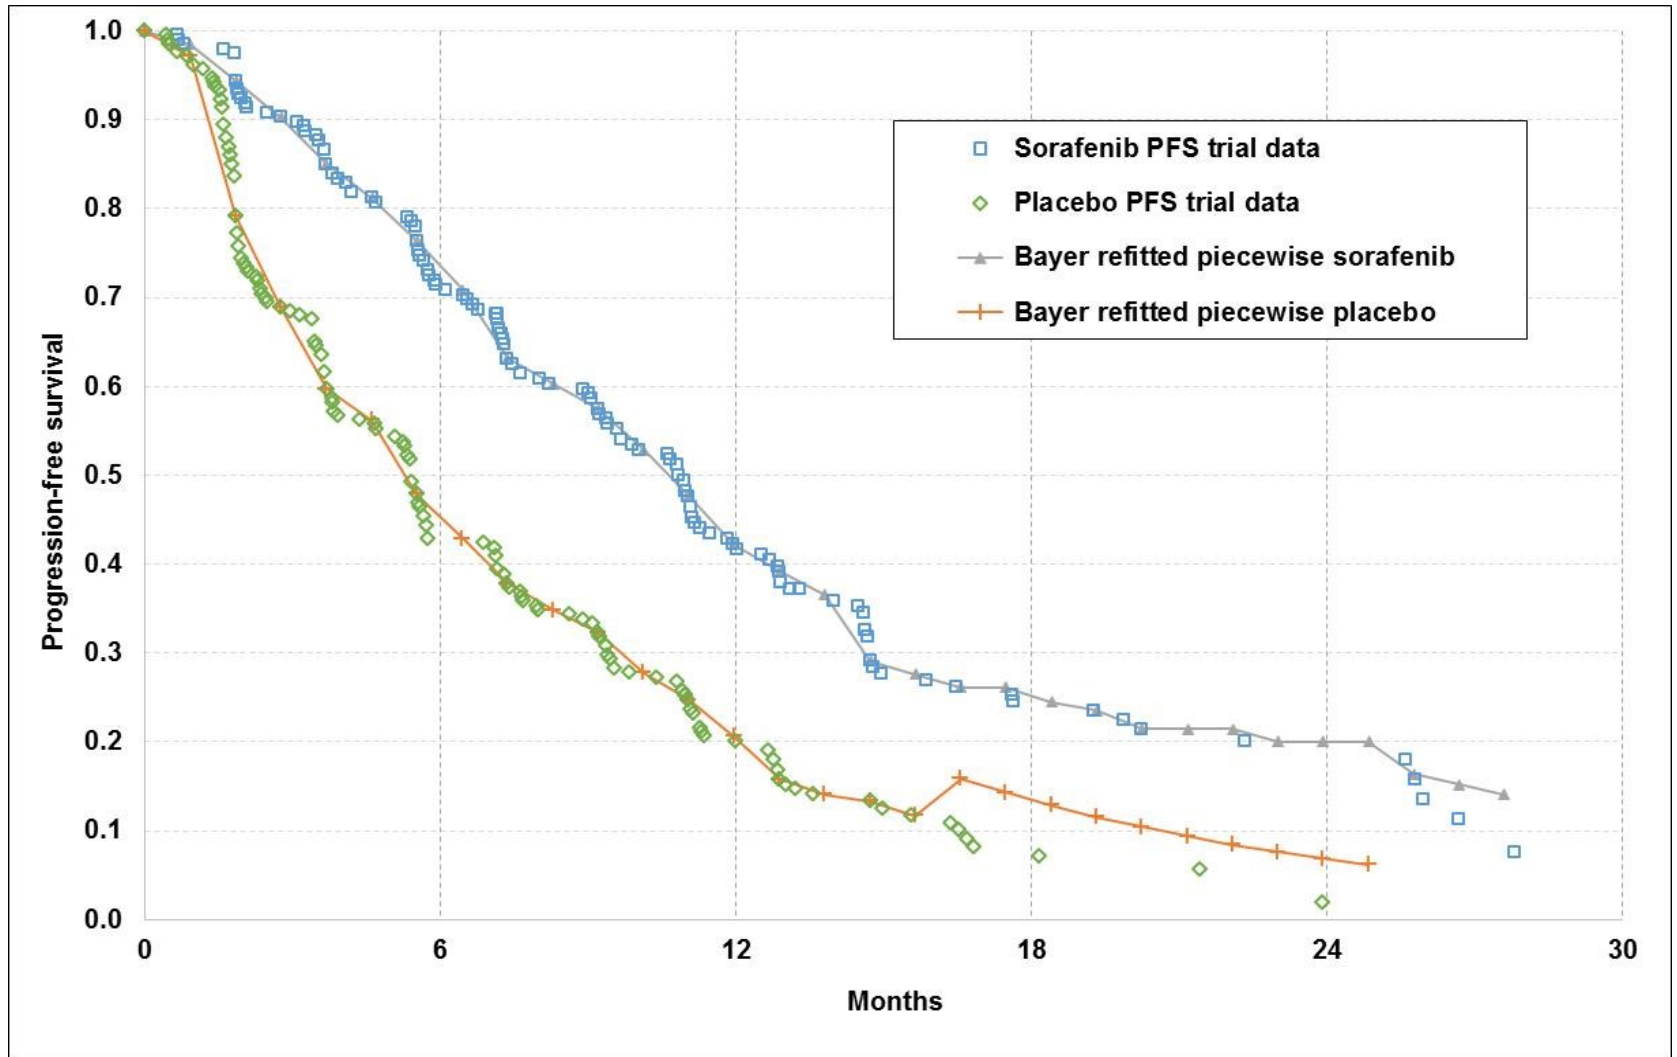 1.0
0.9
0.8
0.7
0.6
0.5
0.4
0.3
0.2
0.1
0.0
Progression-free survival
0 6 12 18 24 30
Months
Sorafenib PFS trial data
Placebo PFS trial data
Bayer refitted piecewise sorafenib
Bayer refitted piecewise placebo